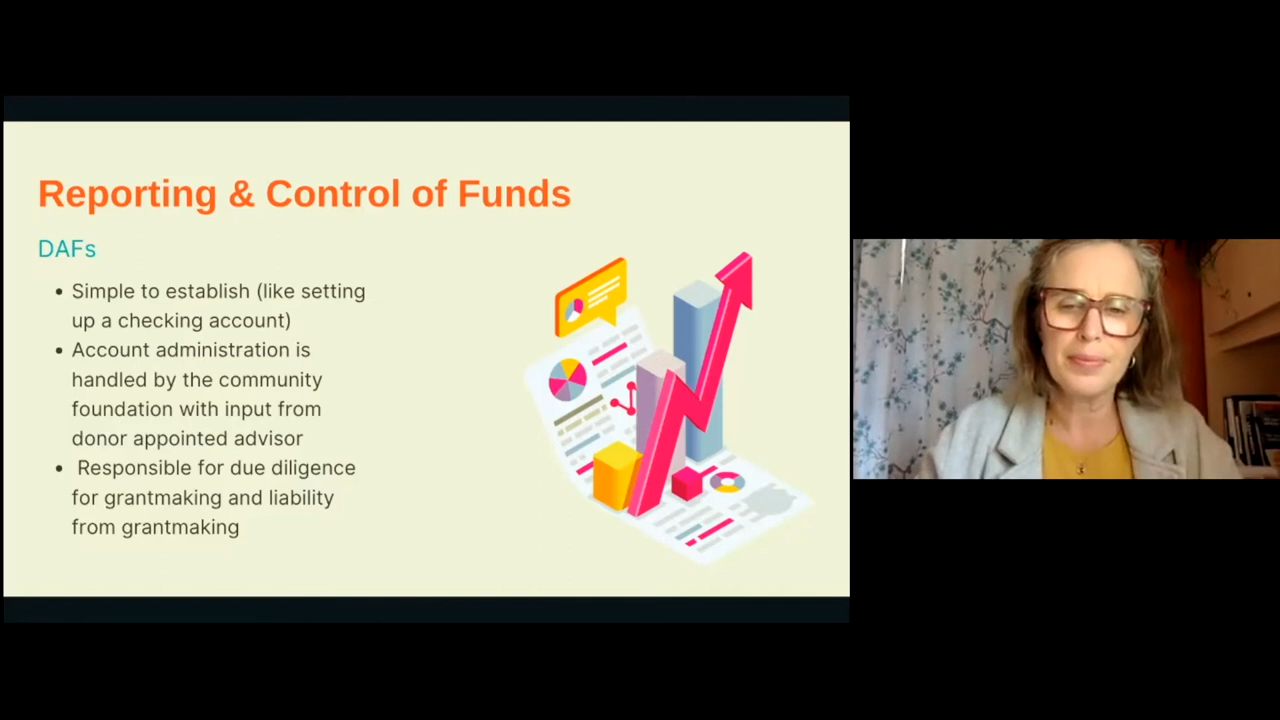 Reporting & Control of Funds
DAFs
• Simple to establish (like setting
up a checking account)
• Account administration is
handled by the community
foundation with input from
donor appointed advisor
• Responsible for due diligence
for grantmaking and liability
from grantmaking